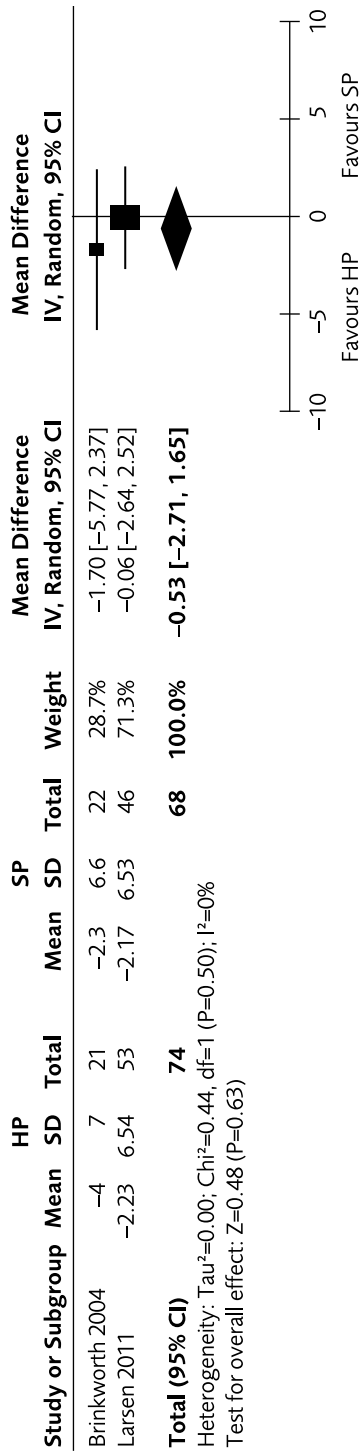 HP SP Mean Difference Mean Difference
Study or Subgroup Mean SD Total Mean SD Total Weight IV, Random, 95% CI IV, Random, 95% CI
Brinkworth 2004 −4 7 21 −2.3 6.6 22 28.7% −1.70 [−5.77, 2.37]
Larsen 2011 −2.23 6.54 53 −2.17 6.53 46 71.3% −0.06 [−2.64, 2.52]
Total (95% CI) 74 68 100.0% −0.53 [−2.71, 1.65]
Heterogeneity: Tau²=0.00; Chi²=0.44, df=1 (P=0.50); I²=0%
Test for overall effect: Z=0.48 (P=0.63)
−10 −5 0 5 10
Favours HP Favours SP